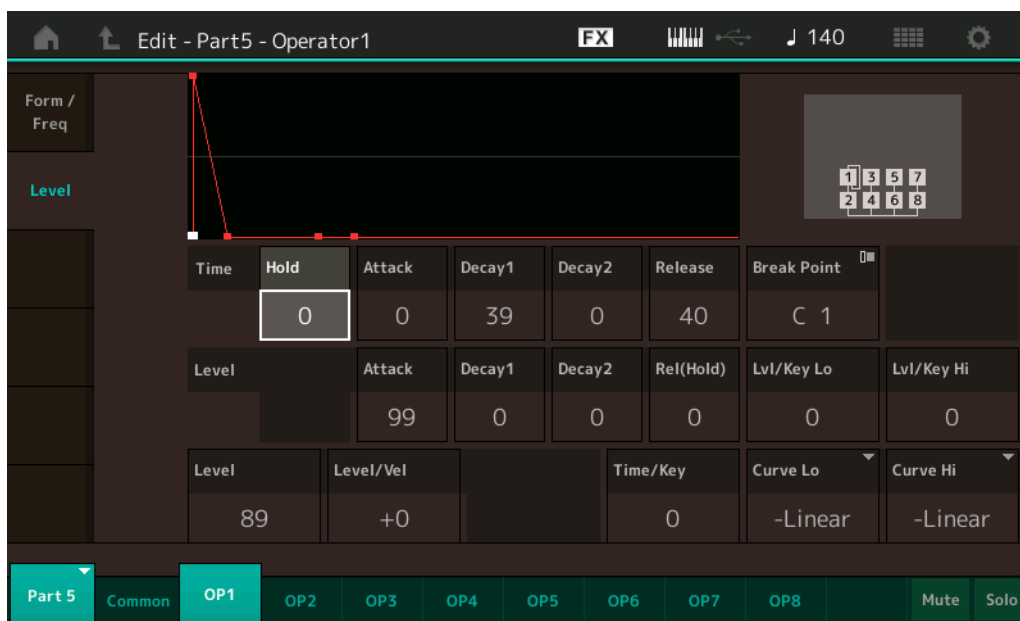 Edit - Part5 - Operator1 FX ♩ 140
Form /
Freq
Level
1 3 5 7
2 4 6 8
Time Hold Attack Decay1 Decay2 Release Break Point
0 0 39 0 40 C 1
Level Attack Decay1 Decay2 Rel(Hold) Lvl/Key Lo Lvl/Key Hi
99 0 0 0 0 0
Level Level/Vel Time/Key Curve Lo Curve Hi
89 +0 0 -Linear -Linear
Part 5 Common OP1 OP2 OP3 OP4 OP5 OP6 OP7 OP8 Mute Solo